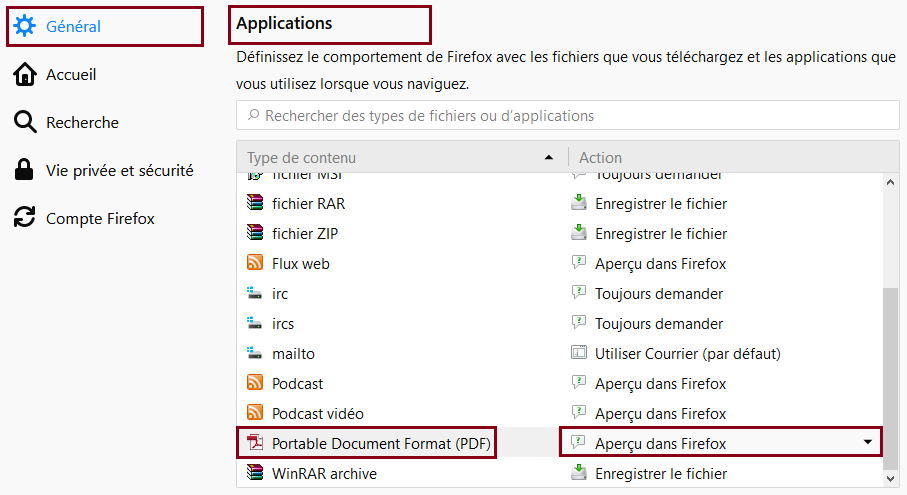 Général
Accueil
Recherche
Vie privée et sécurité
Compte Firefox
Applications
Définissez le comportement de Firefox avec les fichiers que vous téléchargez et les applications que
vous utilisez lorsque vous naviguez.
Rechercher des types de fichiers ou d’applications
Type de contenu Action
fichier MSI Toujours demander
fichier RAR Enregistrer le fichier
fichier ZIP Enregistrer le fichier
Flux web Aperçu dans Firefox
irc Toujours demander
ircs Toujours demander
mailto Utiliser Courrier (par défaut)
Podcast Aperçu dans Firefox
Podcast vidéo Aperçu dans Firefox
Portable Document Format (PDF) Aperçu dans Firefox
WinRAR archive Enregistrer le fichier